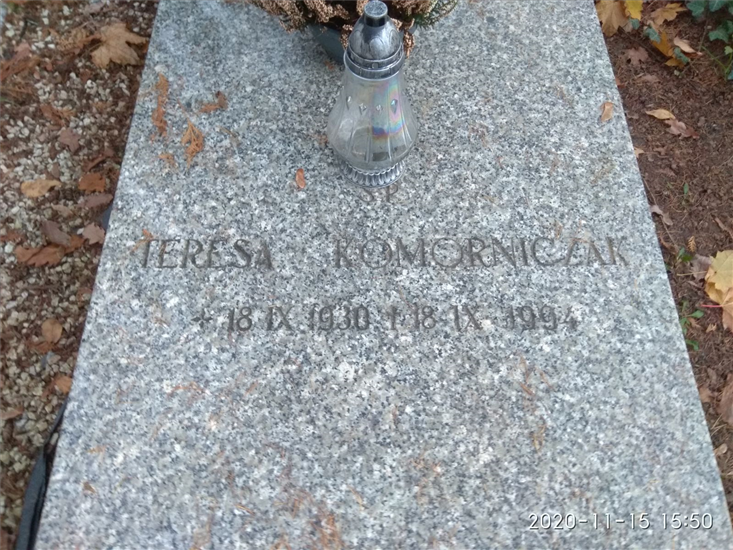 Ś.P.
TERESA KOMORNICZAK
* 18 IX 1930 † 18 IX 1994
2020-11-15 15:50